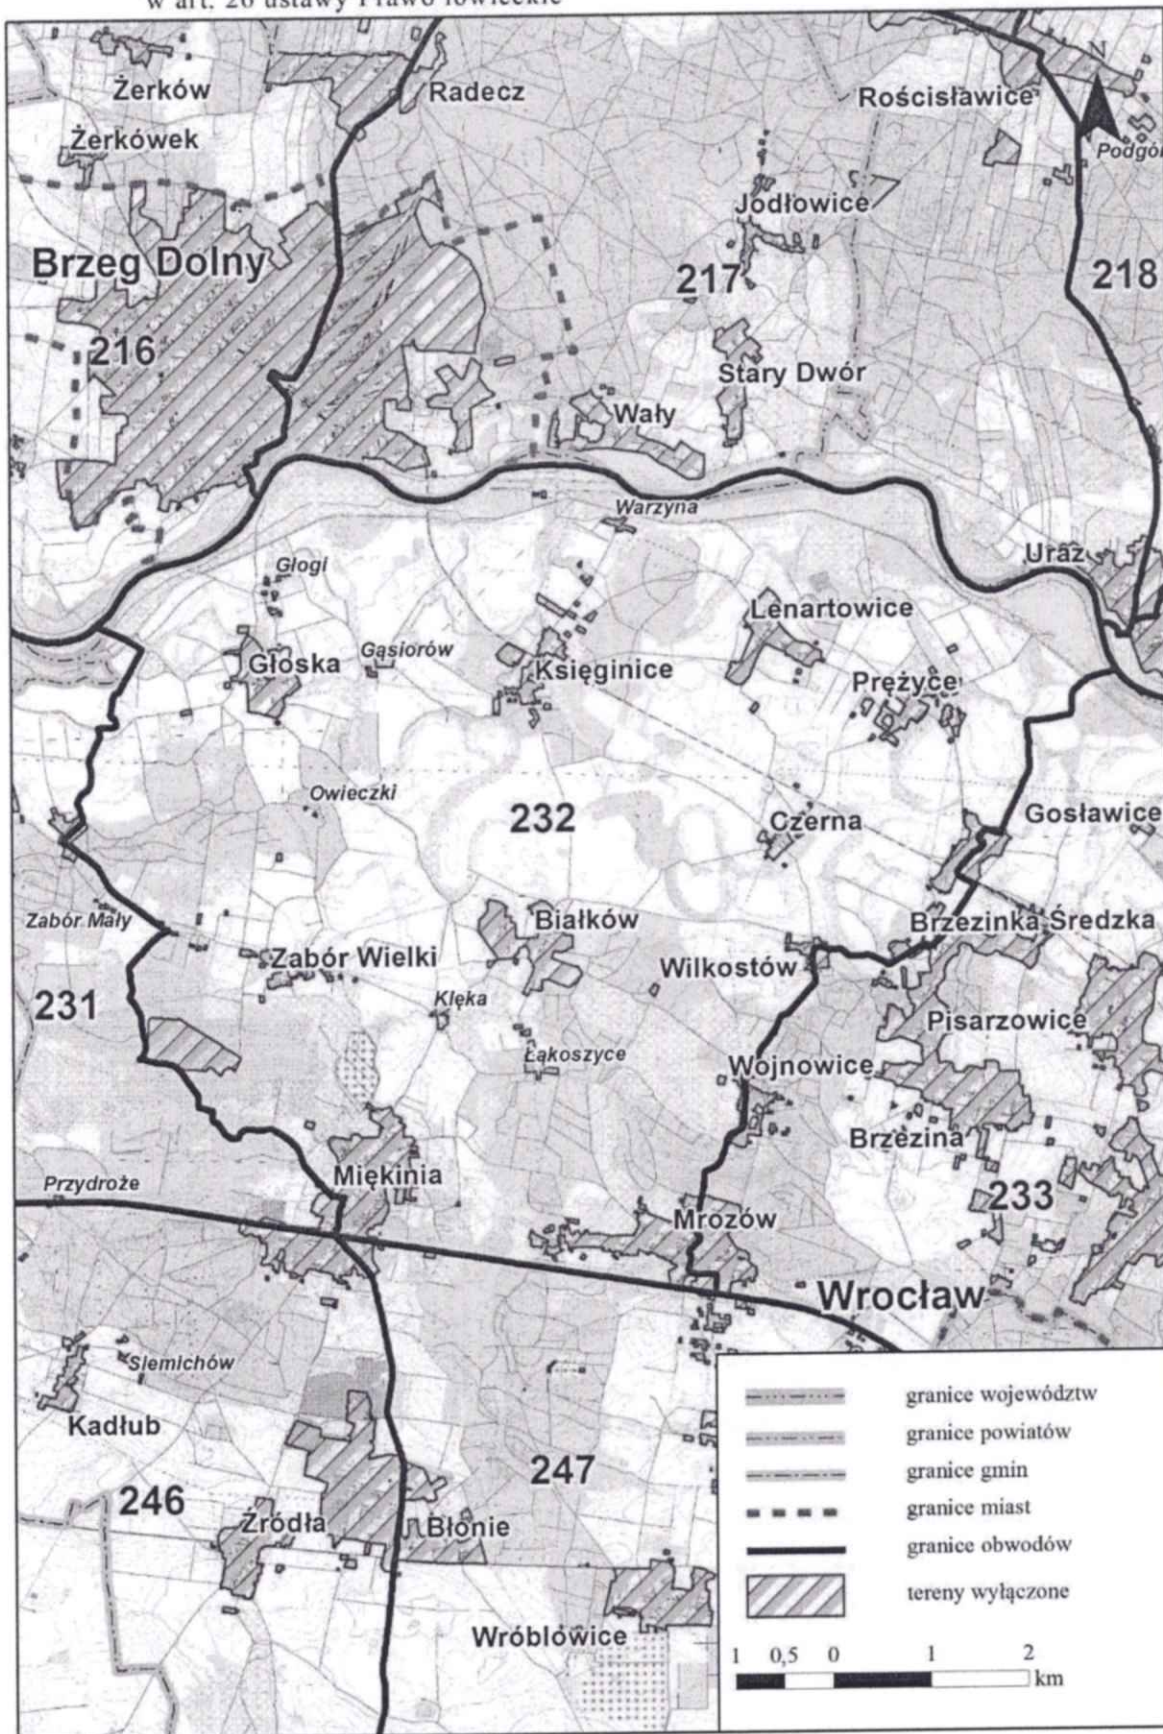 w art. 26 ustawy Prawo łowieckie
Żerków
Radecz
Rościsławice
N
Żerkówek
Jodłowice
Brzeg Dolny
217
218
216
Stary Dwór
Wały
Warzyna
Uraz
Głogi
Lenartowice
Głoska
Gąsiorów
Księginice
Prężyce
Owieczki
232
Czerna
Gosławice
Zabór Mały
Białków
Brzezinka Średzka
Zabór Wielki
Wilkostów
231
Klęka
Pisarzowice
Łąkoszyce
Wojnowice
Brzezina
Miękinia
Przydroże
233
Mrozów
Wrocław
Siemichów
Kadłub
247
246
Źródła
Błonie
Wróblowice
granice województw
granice powiatów
granice gmin
granice miast
granice obwodów
tereny wyłączone
1 0,5 0 1 2
km